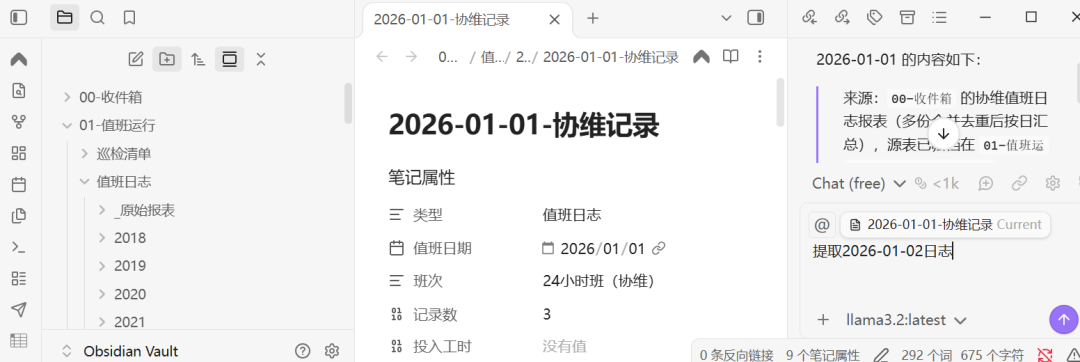 2026-01-01-协维记录
0... / 值.../ 2.../ 2026-01-01-协维记录
00-收件箱
01-值班运行
巡检清单
值班日志
_原始报表
2018
2019
2020
2021
Obsidian Vault
2026-01-01-协维记录
笔记属性
类型 值班日志
值班日期 2026/01/01
班次 24小时班（协维）
记录数 3
投入工时 没有值
2026-01-01 的内容如下：
来源： 00-收件箱 的协维值班日
志报表（多份合并去重后按日汇
总），源表已 在 01-值班运
Chat (free) <1k
@ 2026-01-01-协维记录 Current
提取2026-01-02日志
llama3.2:latest
0 条反向链接 9 个笔记属性 292 个词 675 个字符